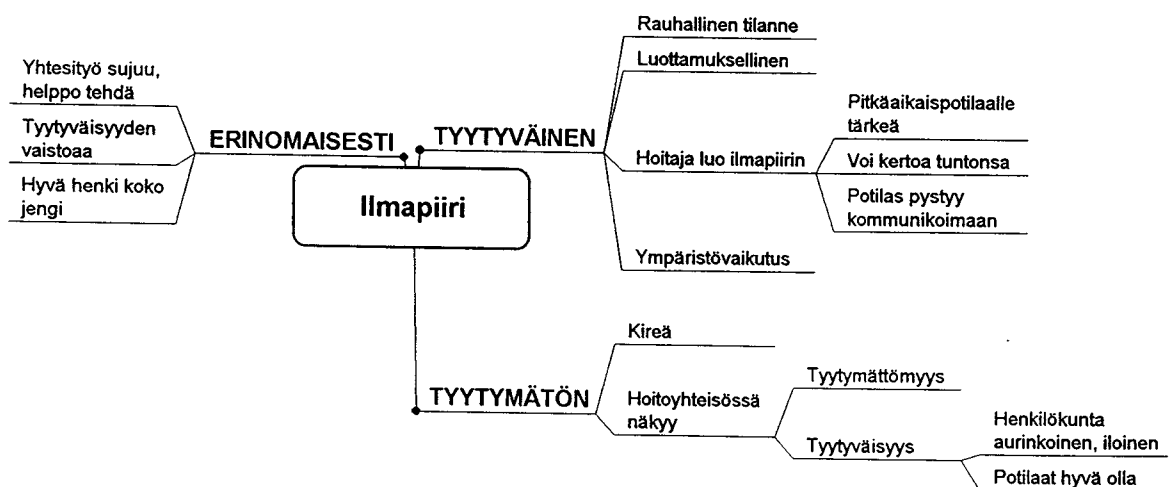 Yhtesityö sujuu,
helppo tehdä
Tyytyväisyyden
vaistoaa
Hyvä henki koko
jengi
ERINOMAISESTI
Ilmapiiri
TYYTYVÄINEN
Rauhallinen tilanne
Luottamuksellinen
Hoitaja luo ilmapiirin
Pitkäaikaispotilaalle
tärkeä
Voi kertoa tuntonsa
Potilas pystyy
kommunikoimaan
Ympäristövaikutus
TYYTYMÄTÖN
Kireä
Hoitoyhteisössä
näkyy
Tyytymättömyys
Tyytyväisyys
Henkilökunta
aurinkoinen, iloinen
Potilaat hyvä olla